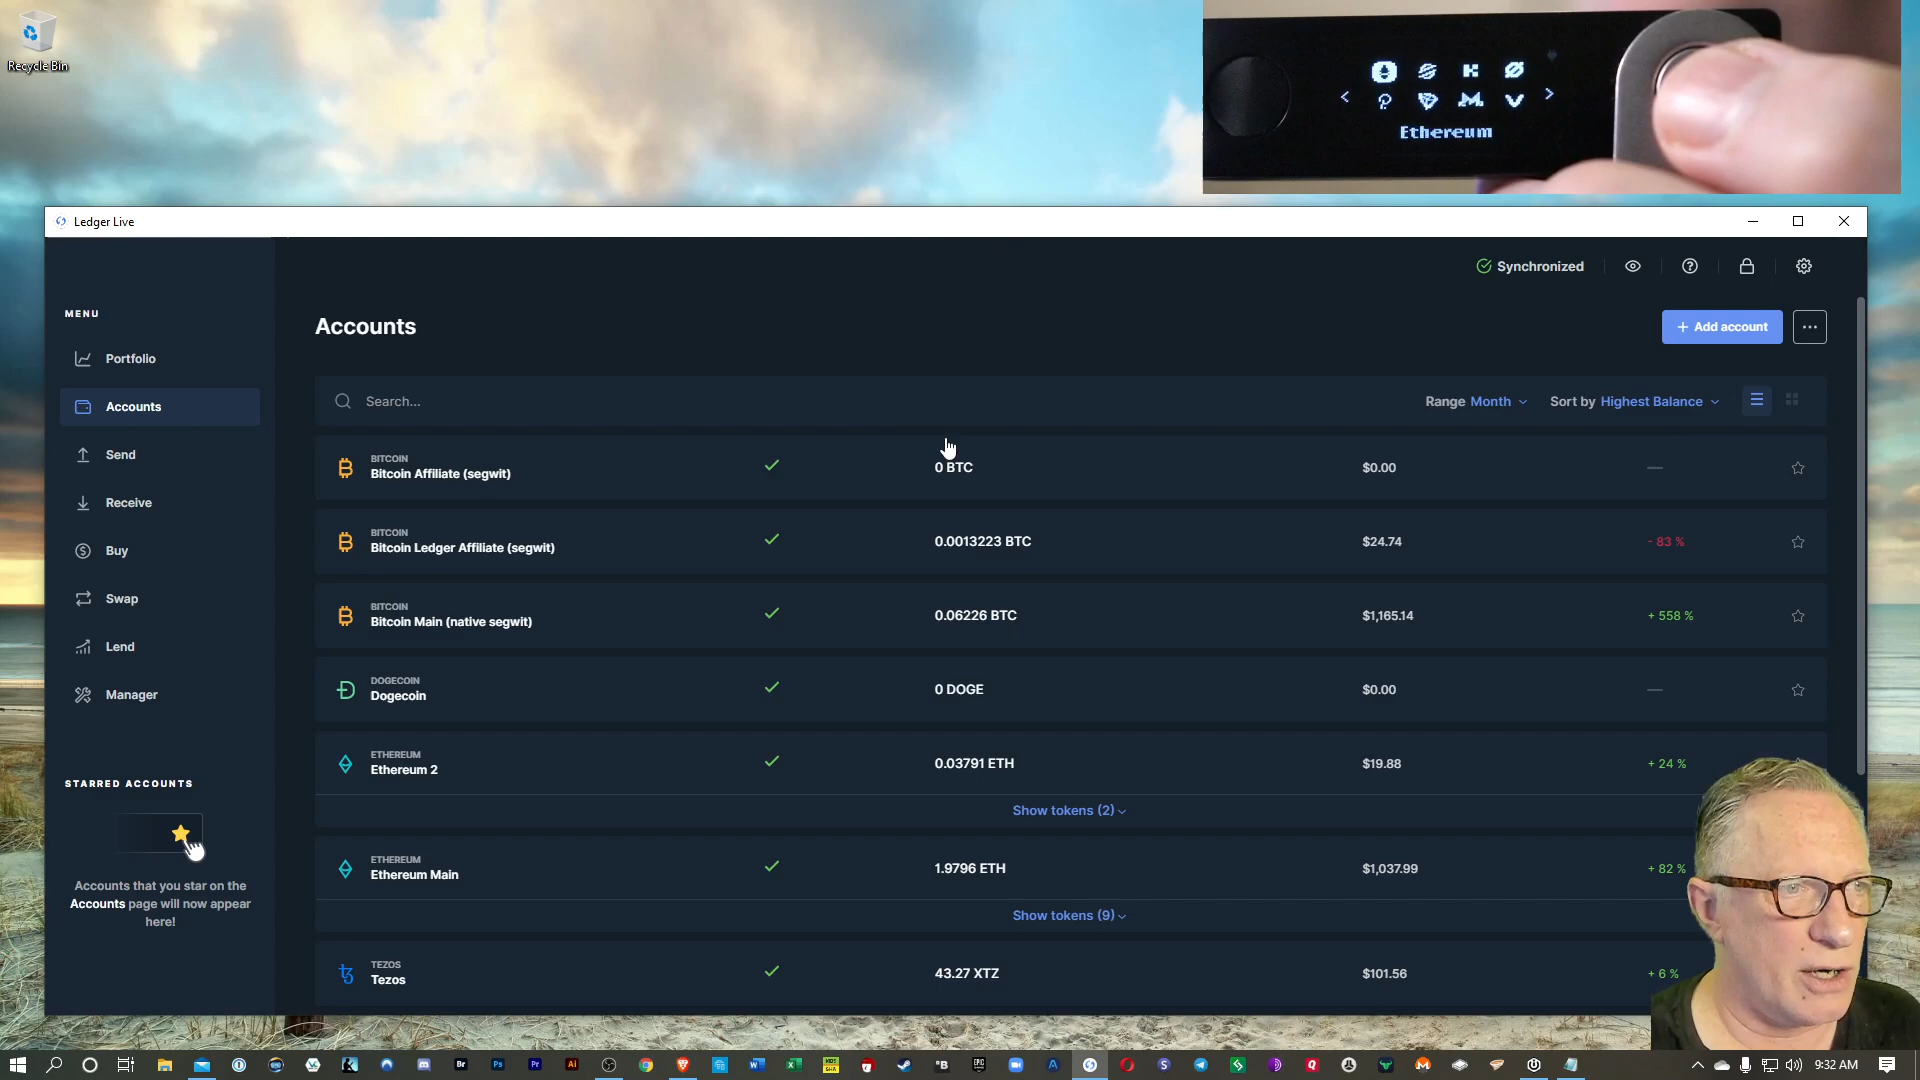 Recycle Bin
Ethereum
Ledger Live
Synchronized
MENU
Portfolio
Accounts
Send
Receive
Buy
Swap
Lend
Manager
STARRED ACCOUNTS
Accounts that you star on the
Accounts page will now appear
here!
Accounts
+ Add account
Search...
Range Month
Sort by Highest Balance
BITCOIN
Bitcoin Affiliate (segwit)
0 BTC
$0.00
BITCOIN
Bitcoin Ledger Affiliate (segwit)
0.0013223 BTC
$24.74
- 83 %
BITCOIN
Bitcoin Main (native segwit)
0.06226 BTC
$1,165.14
+ 558 %
DOGECOIN
Dogecoin
0 DOGE
$0.00
ETHEREUM
Ethereum 2
0.03791 ETH
$19.88
+ 24 %
Show tokens (2)
ETHEREUM
Ethereum Main
1.9796 ETH
$1,037.99
+ 82 %
Show tokens (9)
TEZOS
Tezos
43.27 XTZ
$101.56
+ 6 %
Br
Ps
Pr
Ai
9:32 AM